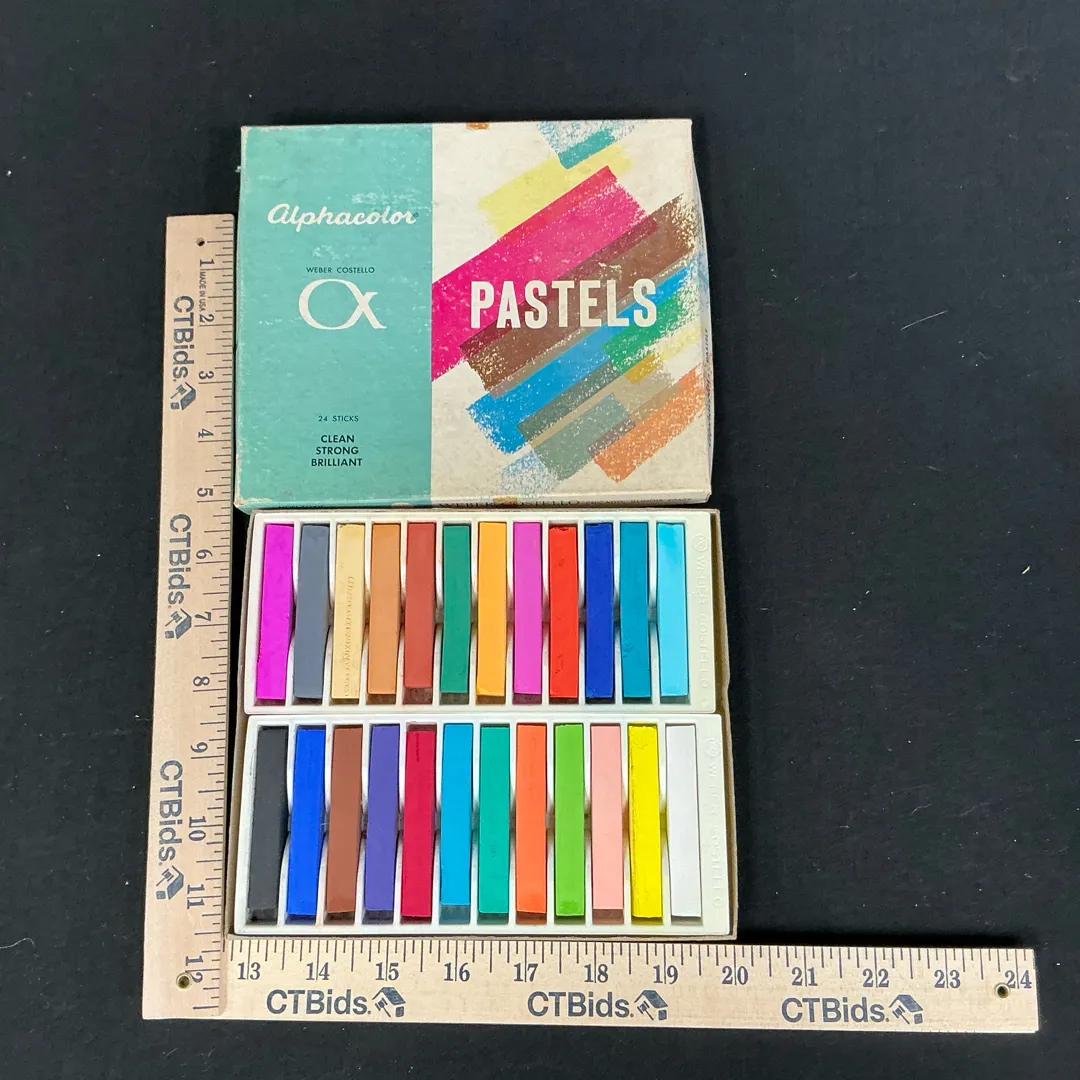 Alphacolor
WEBER COSTELLO
α
PASTELS
24 STICKS
CLEAN
STRONG
BRILLIANT
WEBER COSTELLO
1 2 3 4 5 6 7 8 9 10 11 12
MADE IN USA
CTBids.
CTBids.
CTBids.
13 14 15 16 17 18 19 20 21 22 23 24
CTBids.
CTBids.
CTBids.